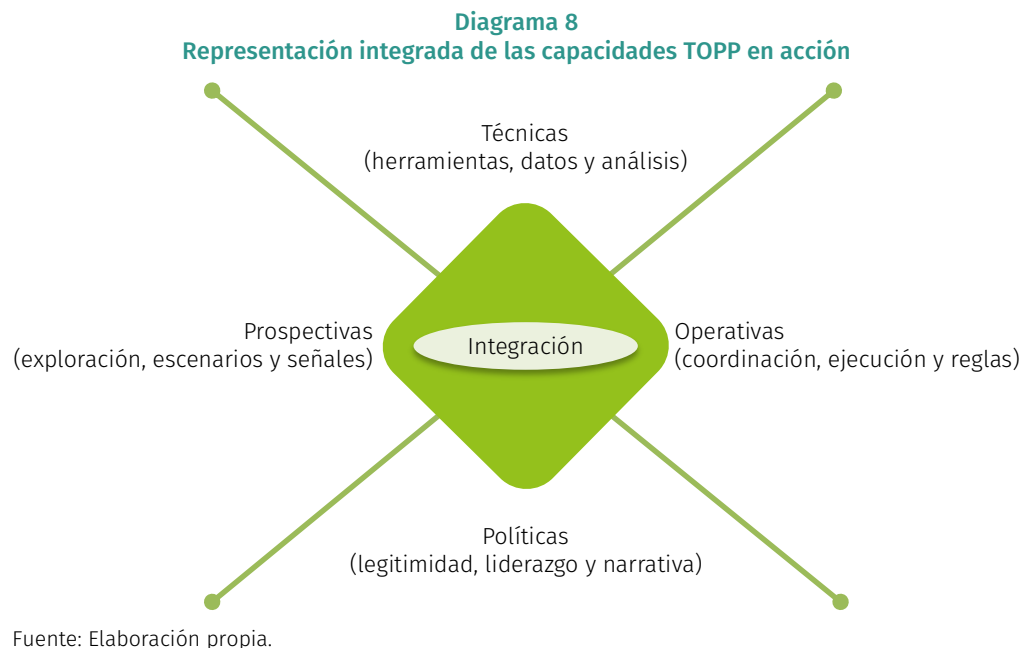 Diagrama 8
Representación integrada de las capacidades TOPP en acción
Técnicas
(herramientas, datos y análisis)
Prospectivas
(exploración, escenarios y señales)
Integración
Operativas
(coordinación, ejecución y reglas)
Políticas
(legitimidad, liderazgo y narrativa)
Fuente: Elaboración propia.